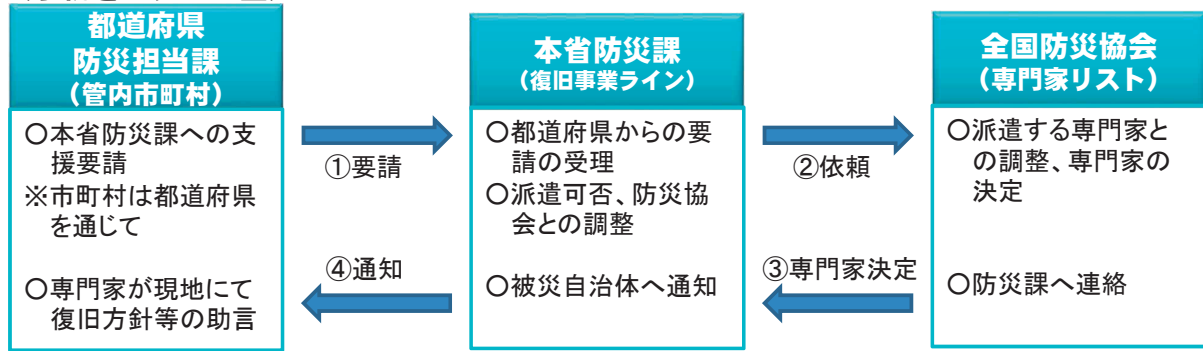 都道府県
防災担当課
(管内市町村)
〇本省防災課への支
援要請
※市町村は都道府県
を通じて
〇専門家が現地にて
復旧方針等の助言
①要請
④通知
本省防災課
(復旧事業ライン)
〇都道府県からの要
請の受理
〇派遣可否、防災協
会との調整
〇被災自治体へ通知
②依頼
③専門家決定
全国防災協会
(専門家リスト)
〇派遣する専門家と
の調整、専門家の
決定
〇防災課へ連絡